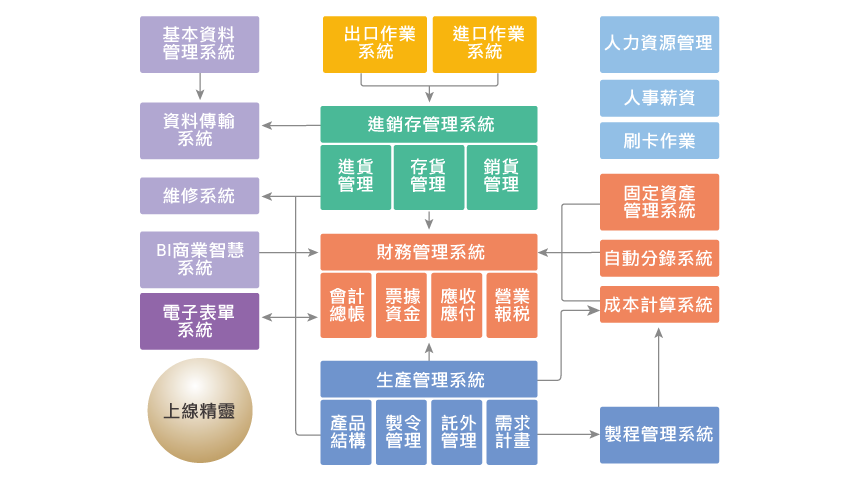 基本資料
管理系統
出口作業
系統
進口作業
系統
人力資源管理
人事薪資
資料傳輸
系統
進銷存管理系統
刷卡作業
進貨
管理
存貨
管理
銷貨
管理
維修系統
固定資產
管理系統
BI商業智慧
系統
財務管理系統
自動分錄系統
電子表單
系統
會計
總帳
票據
資金
應收
應付
營業
報稅
成本計算系統
生產管理系統
上線精靈
產品
結構
製令
管理
託外
管理
需求
計畫
製程管理系統